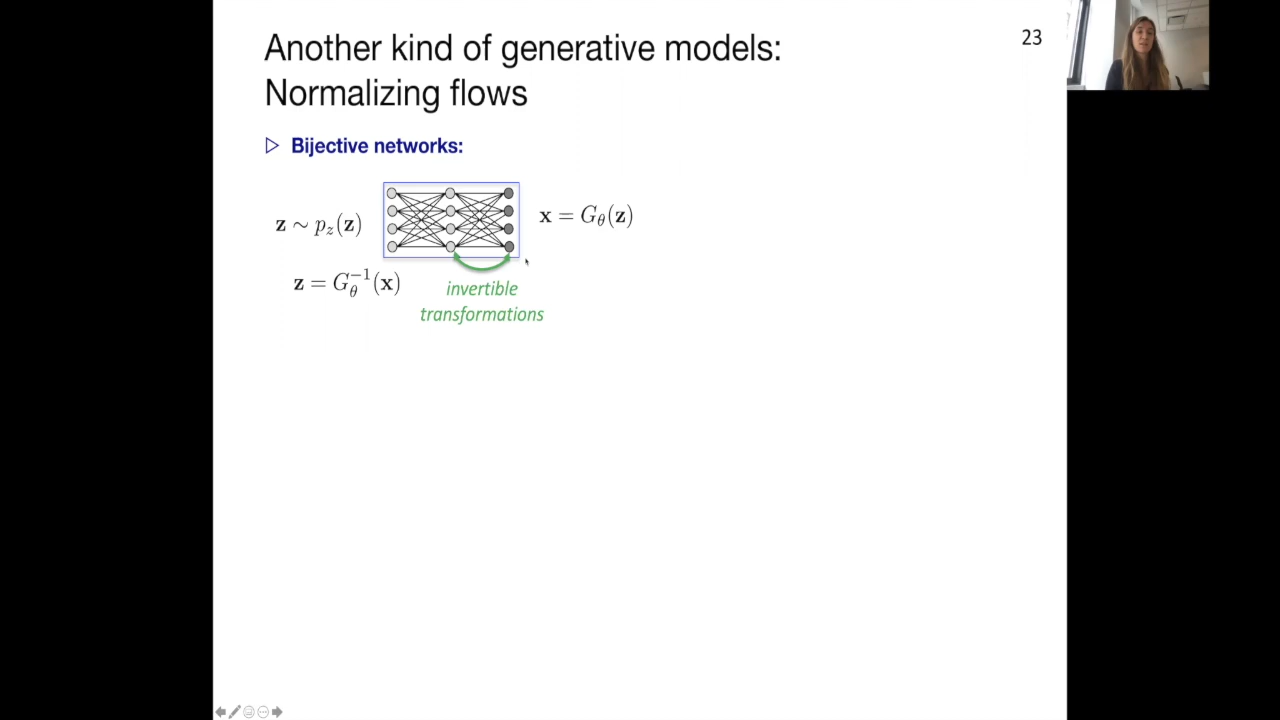 Another kind of generative models:
Normalizing flows
23
▷ Bijective networks:
z ∼ p_z(z)
x = G_θ(z)
z = G_θ^{-1}(x)
invertible
transformations